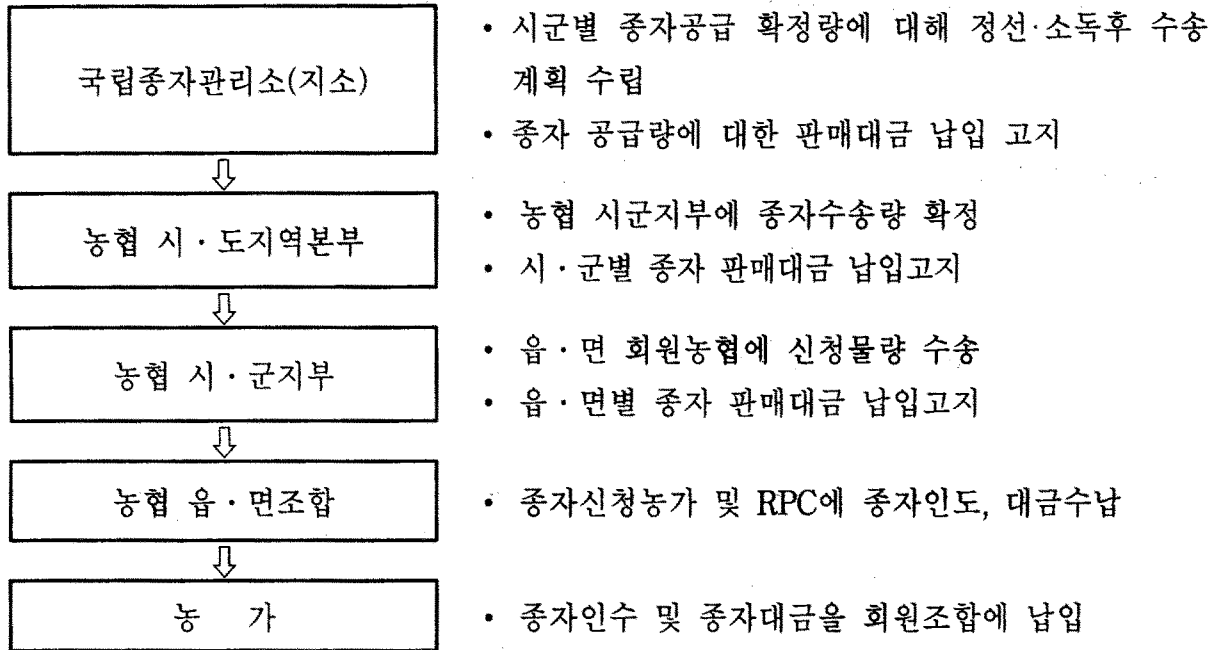 국립종자관리소(지소)
• 시군별 종자공급 확정량에 대해 정선·소독후 수송
계획 수립
• 종자 공급량에 대한 판매대금 납입 고지
⇩
농협 시·도지역본부
• 농협 시군지부에 종자수송량 확정
• 시·군별 종자 판매대금 납입고지
⇩
농협 시·군지부
• 읍·면 회원농협에 신청물량 수송
• 읍·면별 종자 판매대금 납입고지
⇩
농협 읍·면조합
• 종자신청농가 및 RPC에 종자인도, 대금수납
⇩
농 가
• 종자인수 및 종자대금을 회원조합에 납입